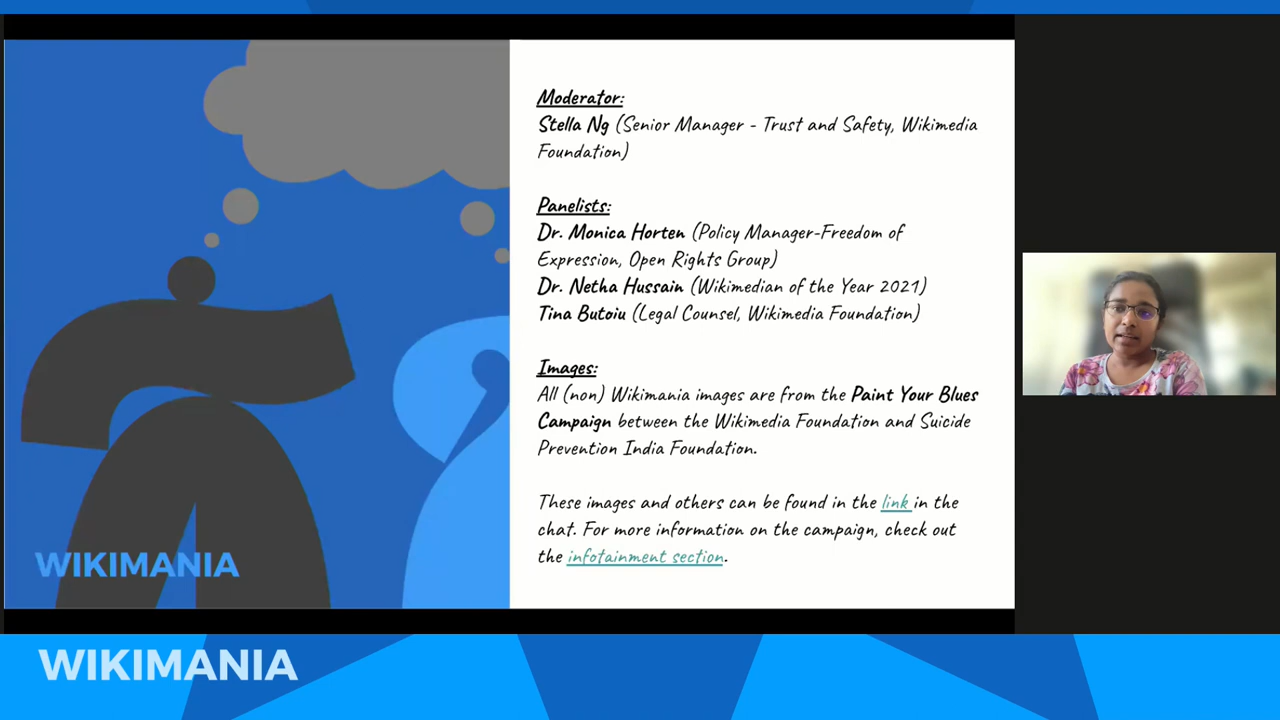 Moderator:
Stella Ng (Senior Manager - Trust and Safety, Wikimedia
Foundation)
Panelists:
Dr. Monica Horten (Policy Manager-Freedom of
Expression, Open Rights Group)
Dr. Netha Hussain (Wikimedian of the Year 2021)
Tina Butoiu (Legal Counsel, Wikimedia Foundation)
Images:
All (non) Wikimania images are from the Paint Your Blues
Campaign between the Wikimedia Foundation and Suicide
Prevention India Foundation.
These images and others can be found in the link in the
chat. For more information on the campaign, check out
the infotainment section.
WIKIMANIA
WIKIMANIA